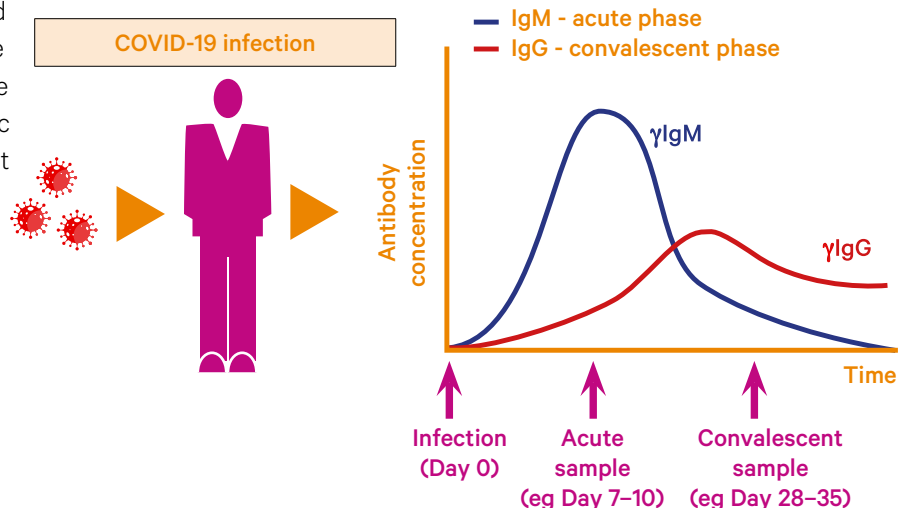 COVID-19 infection
IgM - acute phase
IgG - convalescent phase
Antibody
concentration
γIgM
γIgG
Time
Infection
(Day 0)
Acute
sample
(eg Day 7–10)
Convalescent
sample
(eg Day 28–35)